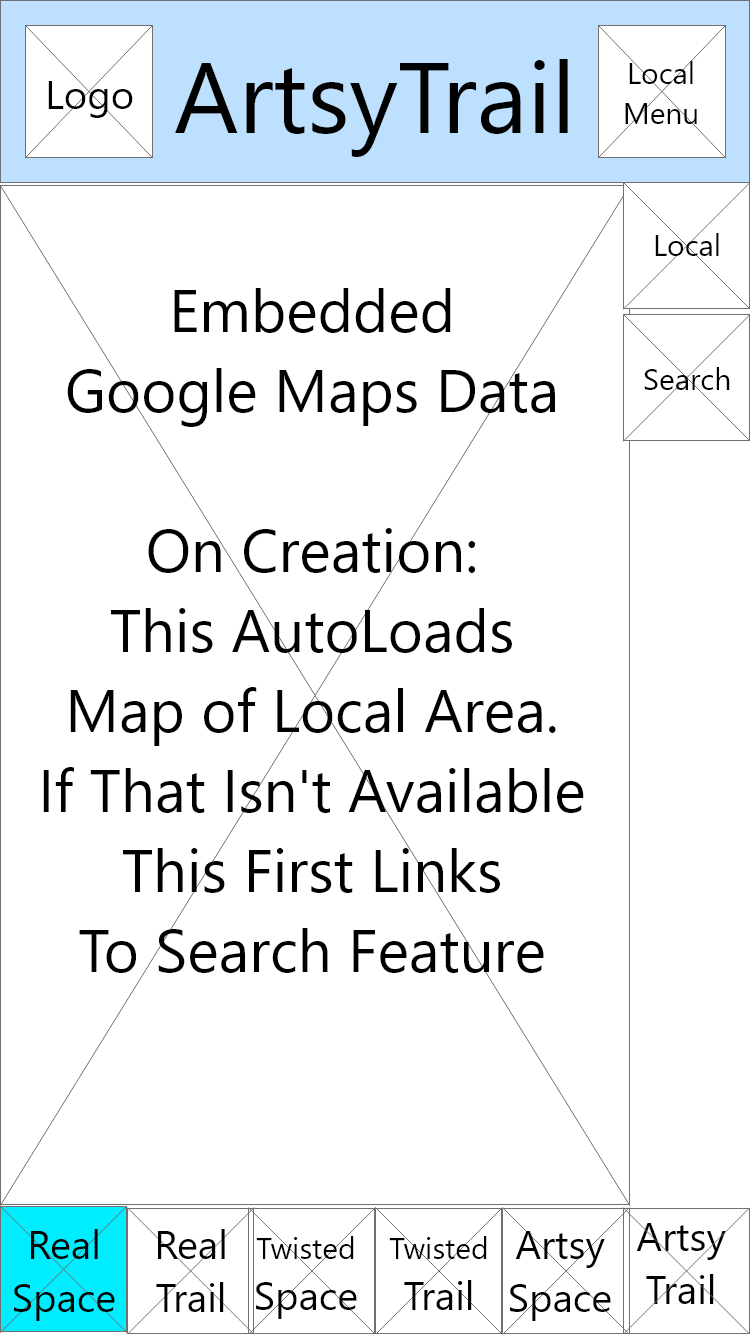 Logo
ArtsyTrail
Local
Menu
Local
Search
Embedded
Google Maps Data
On Creation:
This AutoLoads
Map of Local Area.
If That Isn't Available
This First Links
To Search Feature
Real
Space
Real
Trail
Twisted
Space
Twisted
Trail
Artsy
Space
Artsy
Trail